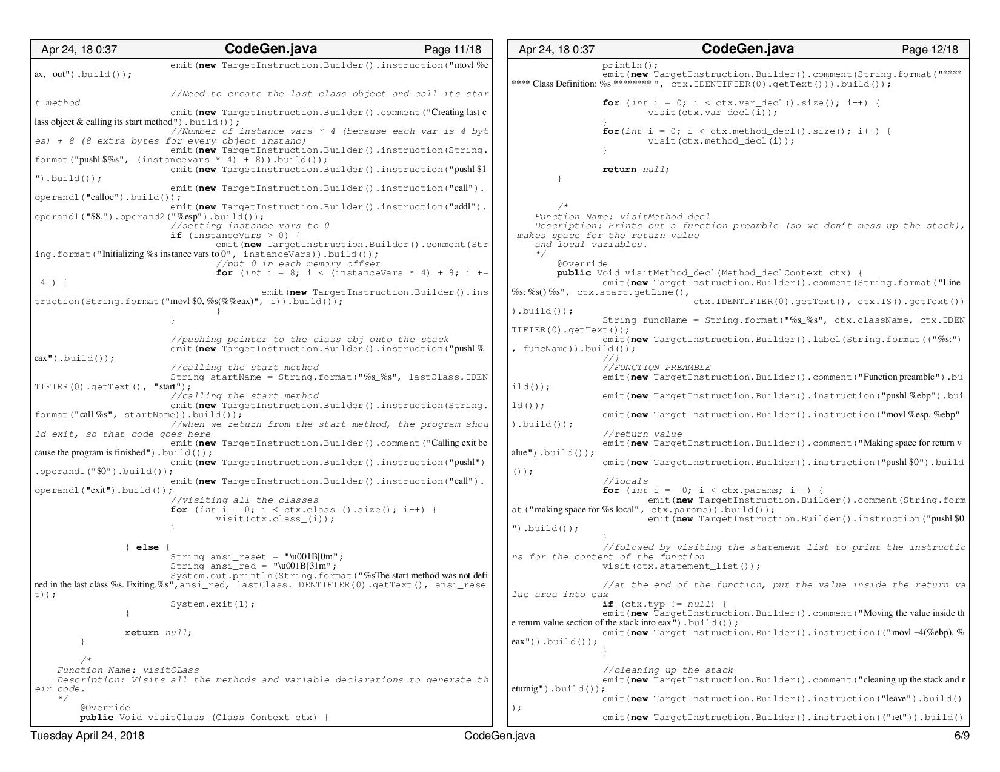 Apr 24, 18 0:37 CodeGen.java Page 11/18
emit(new TargetInstruction.Builder().instruction("movl %e
ax, _out").build());
//Need to create the last class object and call its star
t method
emit(new TargetInstruction.Builder().comment("Creating last c
lass object & calling its start method").build());
//Number of instance vars * 4 (because each var is 4 byt
es) + 8 (8 extra bytes for every object instanc)
emit(new TargetInstruction.Builder().instruction(String.
format("pushl $%s", (instanceVars * 4) + 8)).build());
emit(new TargetInstruction.Builder().instruction("pushl $1
").build());
emit(new TargetInstruction.Builder().instruction("call").
operand1("calloc").build());
emit(new TargetInstruction.Builder().instruction("addl").
operand1("$8,").operand2("%esp").build());
//setting instance vars to 0
if (instanceVars > 0) {
emit(new TargetInstruction.Builder().comment(Str
ing.format("Initializing %s instance vars to 0", instanceVars)).build());
//put 0 in each memory offset
for (int i = 8; i < (instanceVars * 4) + 8; i +=
4 ) {
emit(new TargetInstruction.Builder().ins
truction(String.format("movl $0, %s(%%eax)", i)).build());
}
}
//pushing pointer to the class obj onto the stack
emit(new TargetInstruction.Builder().instruction("pushl %
eax").build());
//calling the start method
String startName = String.format("%s_%s", lastClass.IDEN
TIFIER(0).getText(), "start");
//calling the start method
emit(new TargetInstruction.Builder().instruction(String.
format("call %s", startName)).build());
//when we return from the start method, the program shou
ld exit, so that code goes here
emit(new TargetInstruction.Builder().comment("Calling exit be
cause the program is finished").build());
emit(new TargetInstruction.Builder().instruction("pushl")
.operand1("$0").build());
emit(new TargetInstruction.Builder().instruction("call").
operand1("exit").build());
//visiting all the classes
for (int i = 0; i < ctx.class_().size(); i++) {
visit(ctx.class_(i));
}
} else {
String ansi_reset = "\u001B[0m";
String ansi_red = "\u001B[31m";
System.out.println(String.format("%sThe start method was not defi
ned in the last class %s. Exiting.%s",ansi_red, lastClass.IDENTIFIER(0).getText(), ansi_rese
t));
System.exit(1);
}
return null;
}
/*
Function Name: visitCLass
Description: Visits all the methods and variable declarations to generate th
eir code.
*/
@Override
public Void visitClass_(Class_Context ctx) {
Apr 24, 18 0:37 CodeGen.java Page 12/18
println();
emit(new TargetInstruction.Builder().comment(String.format("****
**** Class Definition: %s ******** ", ctx.IDENTIFIER(0).getText())).build());
for (int i = 0; i < ctx.var_decl().size(); i++) {
visit(ctx.var_decl(i));
}
for(int i = 0; i < ctx.method_decl().size(); i++) {
visit(ctx.method_decl(i));
}
return null;
}
/*
Function Name: visitMethod_decl
Description: Prints out a function preamble (so we don't mess up the stack),
makes space for the return value
and local variables.
*/
@Override
public Void visitMethod_decl(Method_declContext ctx) {
emit(new TargetInstruction.Builder().comment(String.format("Line
%s: %s() %s", ctx.start.getLine(),
ctx.IDENTIFIER(0).getText(), ctx.IS().getText())
).build());
String funcName = String.format("%s_%s", ctx.className, ctx.IDEN
TIFIER(0).getText());
emit(new TargetInstruction.Builder().label(String.format(("%s:")
, funcName)).build());
//}
//FUNCTION PREAMBLE
emit(new TargetInstruction.Builder().comment("Function preamble").bu
ild());
emit(new TargetInstruction.Builder().instruction("pushl %ebp").bui
ld());
emit(new TargetInstruction.Builder().instruction("movl %esp, %ebp"
).build());
//return value
emit(new TargetInstruction.Builder().comment("Making space for return v
alue").build());
emit(new TargetInstruction.Builder().instruction("pushl $0").build
());
//locals
for (int i =  0; i < ctx.params; i++) {
emit(new TargetInstruction.Builder().comment(String.form
at("making space for %s local", ctx.params)).build());
emit(new TargetInstruction.Builder().instruction("pushl $0
").build());
}
//folowed by visiting the statement list to print the instructio
ns for the content of the function
visit(ctx.statement_list());
//at the end of the function, put the value inside the return va
lue area into eax
if (ctx.typ != null) {
emit(new TargetInstruction.Builder().comment("Moving the value inside th
e return value section of the stack into eax").build());
emit(new TargetInstruction.Builder().instruction(("movl −4(%ebp), %
eax")).build());
}
//cleaning up the stack
emit(new TargetInstruction.Builder().comment("cleaning up the stack and r
eturnig").build());
emit(new TargetInstruction.Builder().instruction("leave").build()
);
emit(new TargetInstruction.Builder().instruction(("ret")).build()
Tuesday April 24, 2018 CodeGen.java 6/9